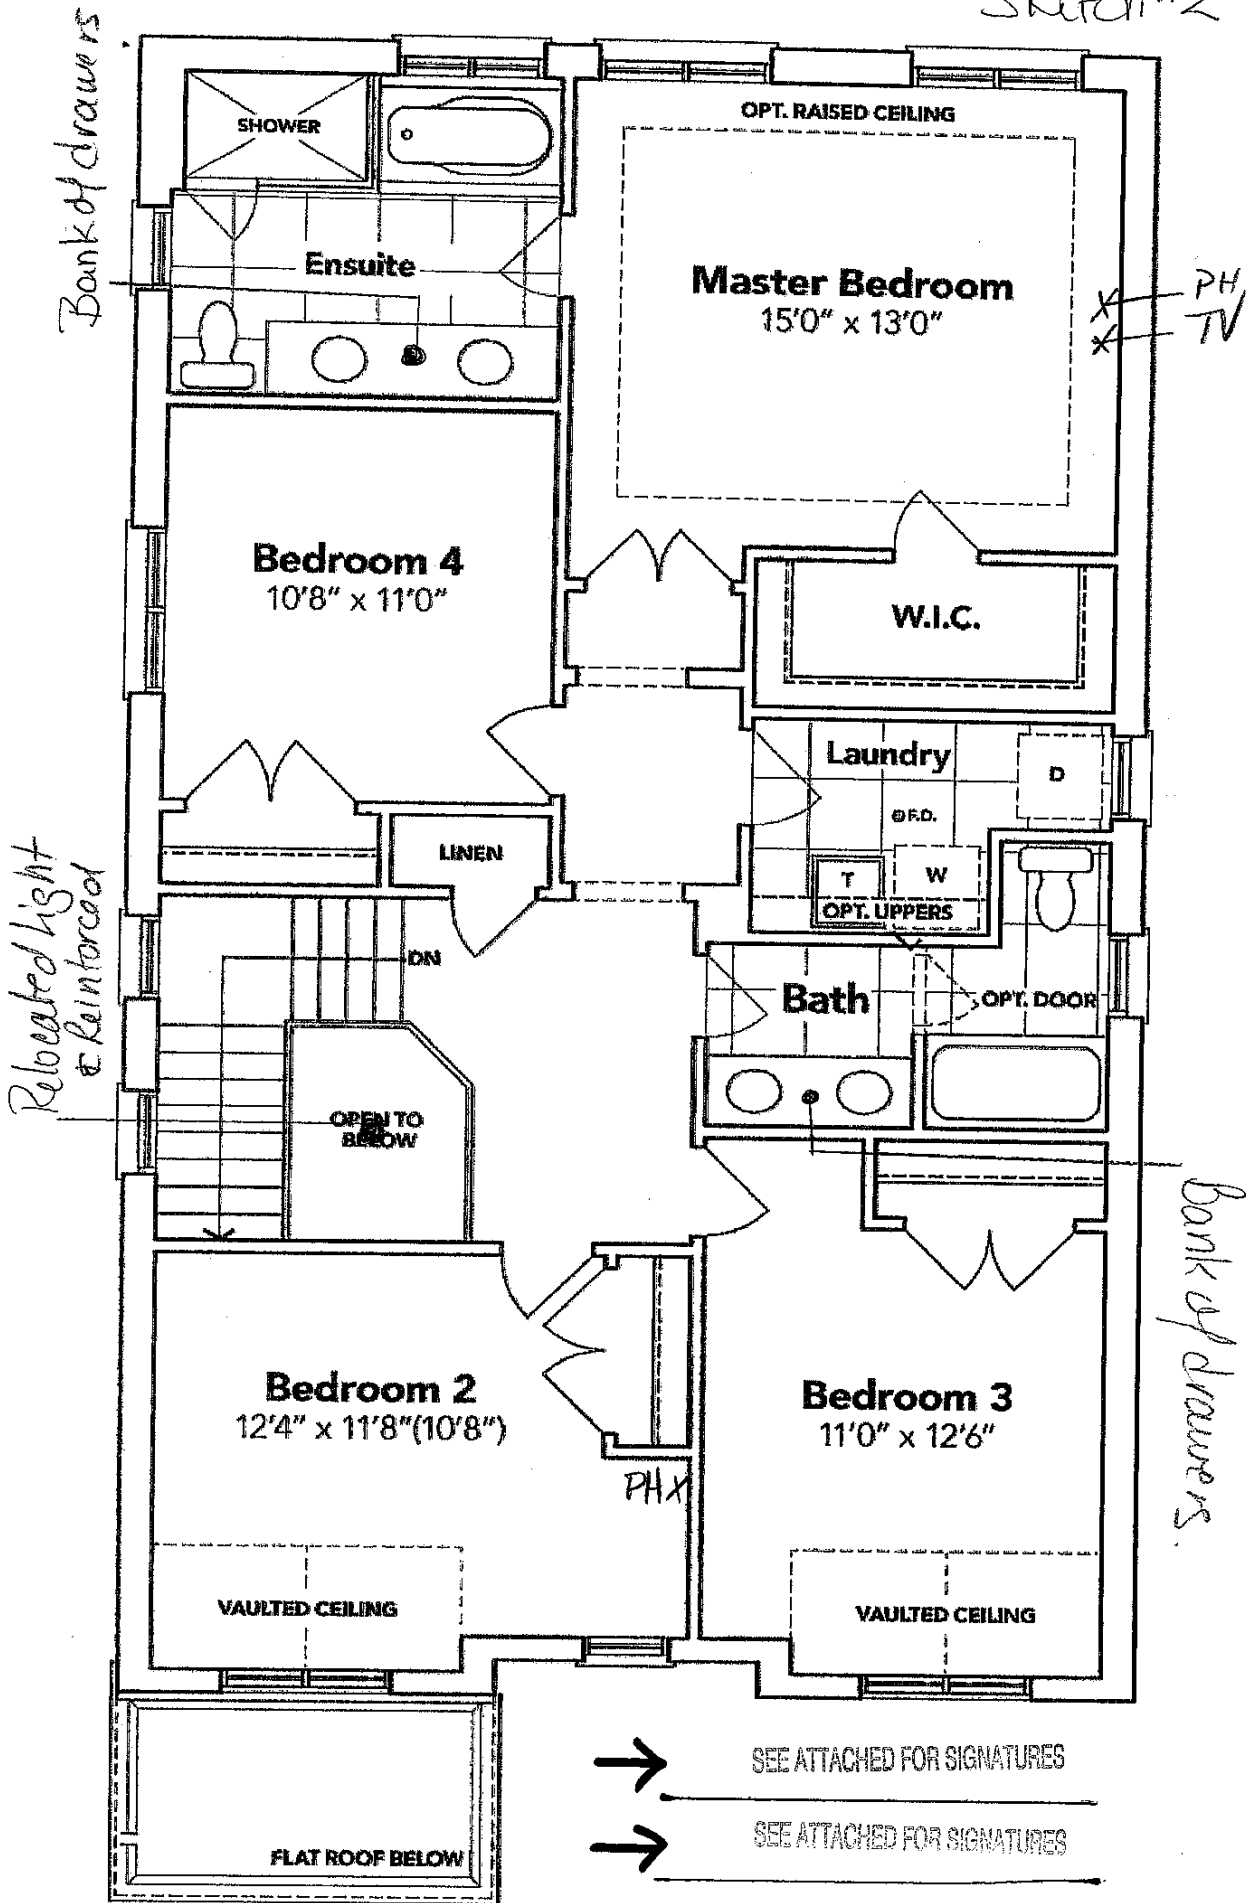 Sketch #2
Bank of drawers
SHOWER
OPT. RAISED CEILING
Ensuite
Master Bedroom
15'0" x 13'0"
PH
TV
Bedroom 4
10'8" x 11'0"
W.I.C.
Laundry
D
F.D.
LINEN
T
W
OPT. UPPERS
Relocated light
& Reinforced
DN
Bath
OPT. DOOR
OPEN TO
BELOW
Bank of drawers.
Bedroom 2
12'4" x 11'8"(10'8")
Bedroom 3
11'0" x 12'6"
PHX
VAULTED CEILING
VAULTED CEILING
SEE ATTACHED FOR SIGNATURES
SEE ATTACHED FOR SIGNATURES
FLAT ROOF BELOW